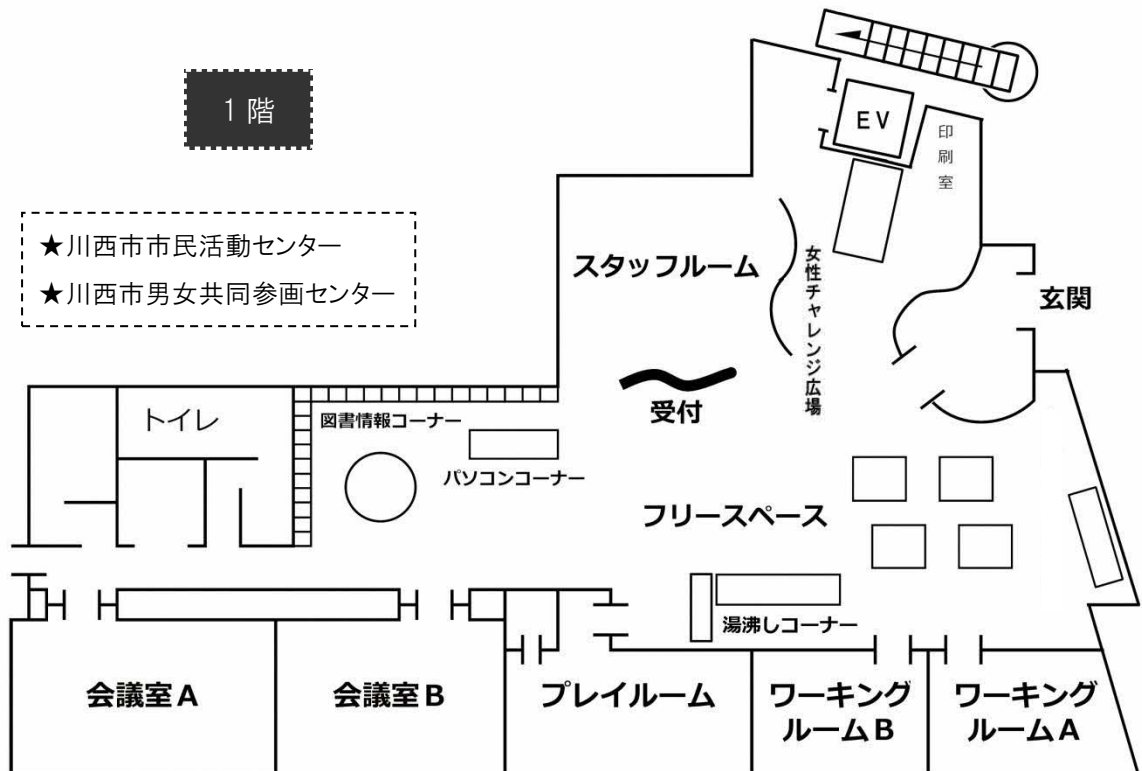 1階
★川西市市民活動センター
★川西市男女共同参画センター
EV
印刷室
スタッフルーム
女性チャレンジ広場
玄関
受付
トイレ
図書情報コーナー
パソコンコーナー
フリースペース
湯沸しコーナー
会議室A
会議室B
プレイルーム
ワーキング
ルームB
ワーキング
ルームA